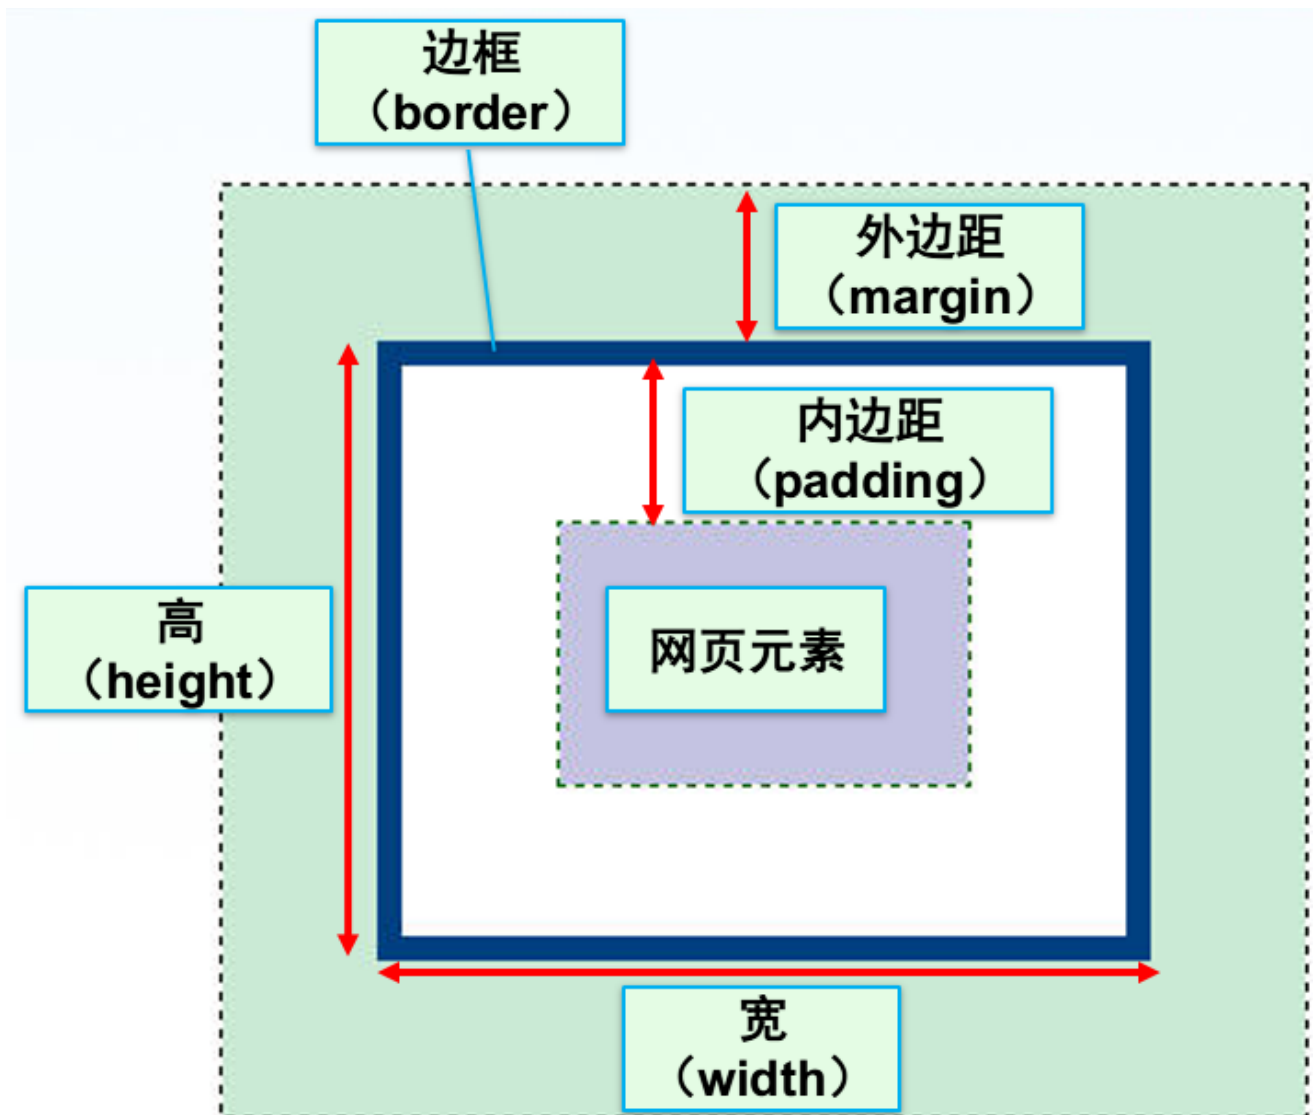 边框
（border）
外边距
（margin）
内边距
（padding）
高
（height）
网页元素
宽
（width）